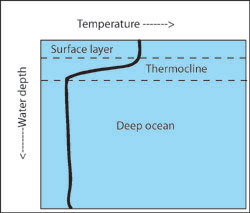 Temperature ------->
Surface layer
Thermocline
<-------Water depth
Deep ocean